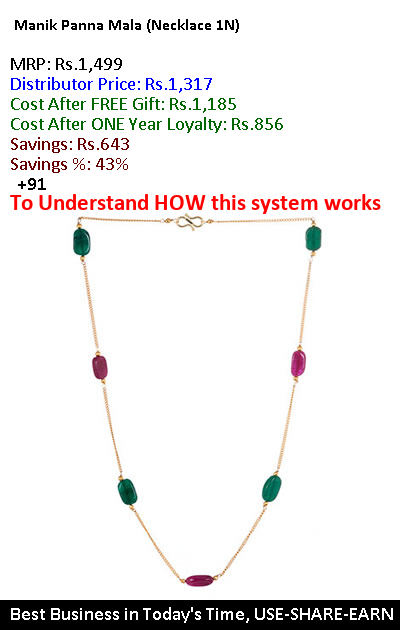 Manik Panna Mala (Necklace 1N)
MRP: Rs.1,499
Distributor Price: Rs.1,317
Cost After FREE Gift: Rs.1,185
Cost After ONE Year Loyalty: Rs.856
Savings: Rs.643
Savings %: 43%
+91
To Understand HOW this system works
Best Business in Today's Time, USE-SHARE-EARN